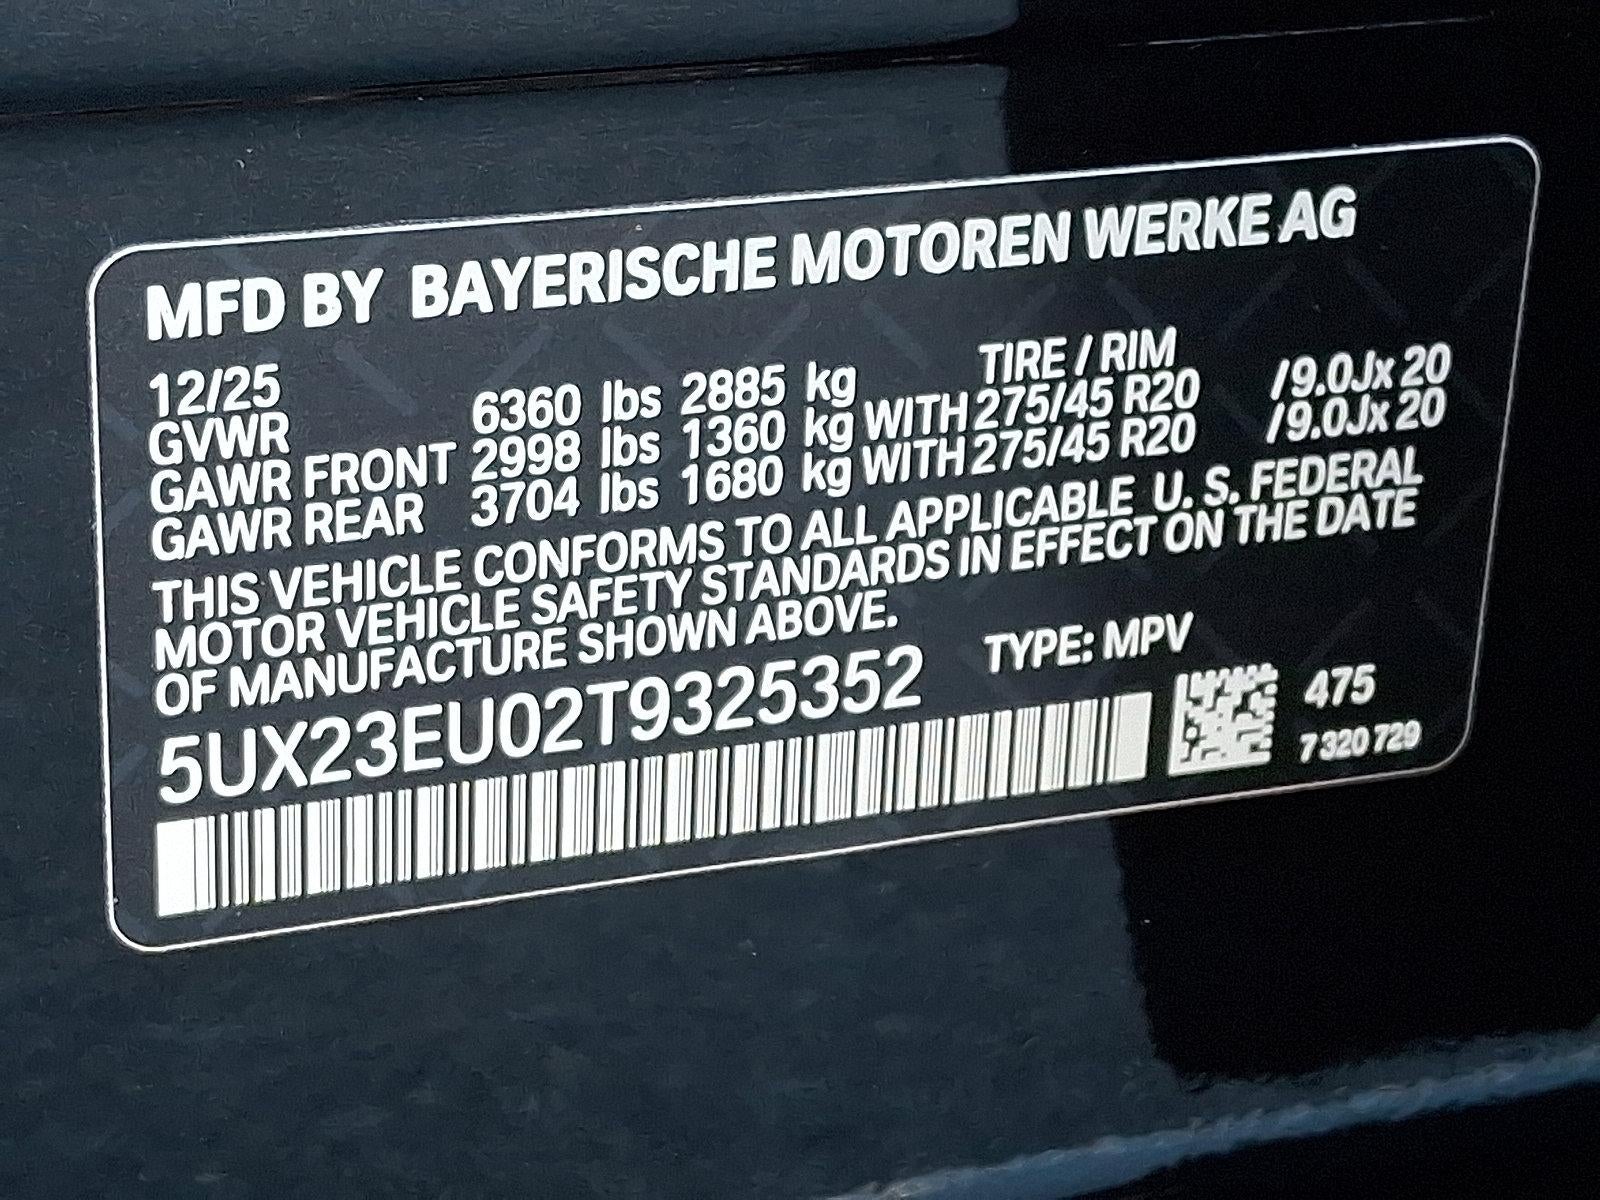 MFD BY BAYERISCHE MOTOREN WERKE AG
12/25 TIRE / RIM
GVWR 6360 lbs 2885 kg
GAWR FRONT 2998 lbs 1360 kg WITH 275/45 R20 /9.0Jx 20
GAWR REAR 3704 lbs 1680 kg WITH 275/45 R20 /9.0Jx 20
THIS VEHICLE CONFORMS TO ALL APPLICABLE U. S. FEDERAL
MOTOR VEHICLE SAFETY STANDARDS IN EFFECT ON THE DATE
OF MANUFACTURE SHOWN ABOVE.
5UX23EU02T9325352 TYPE: MPV
475
7 320 729